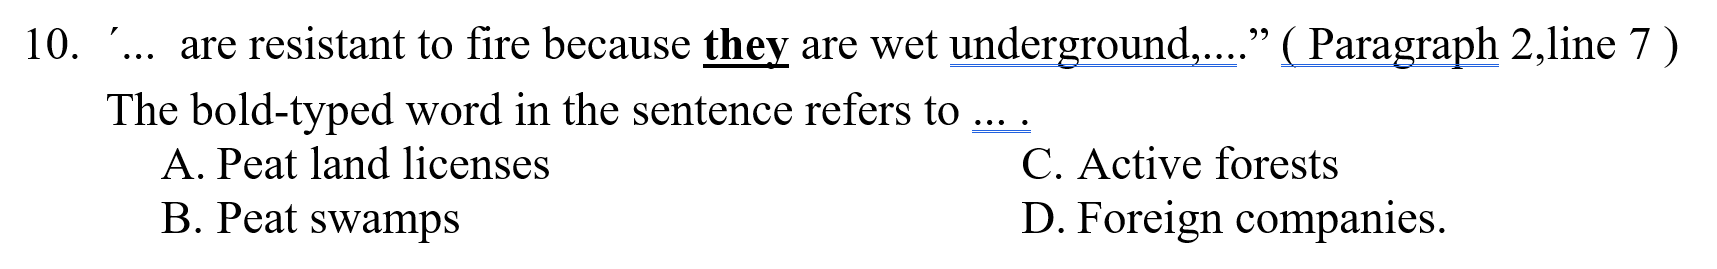 10. ´... are resistant to fire because they are wet underground,....” ( Paragraph 2,line 7 )
The bold-typed word in the sentence refers to ... .
A. Peat land licenses C. Active forests
B. Peat swamps D. Foreign companies.